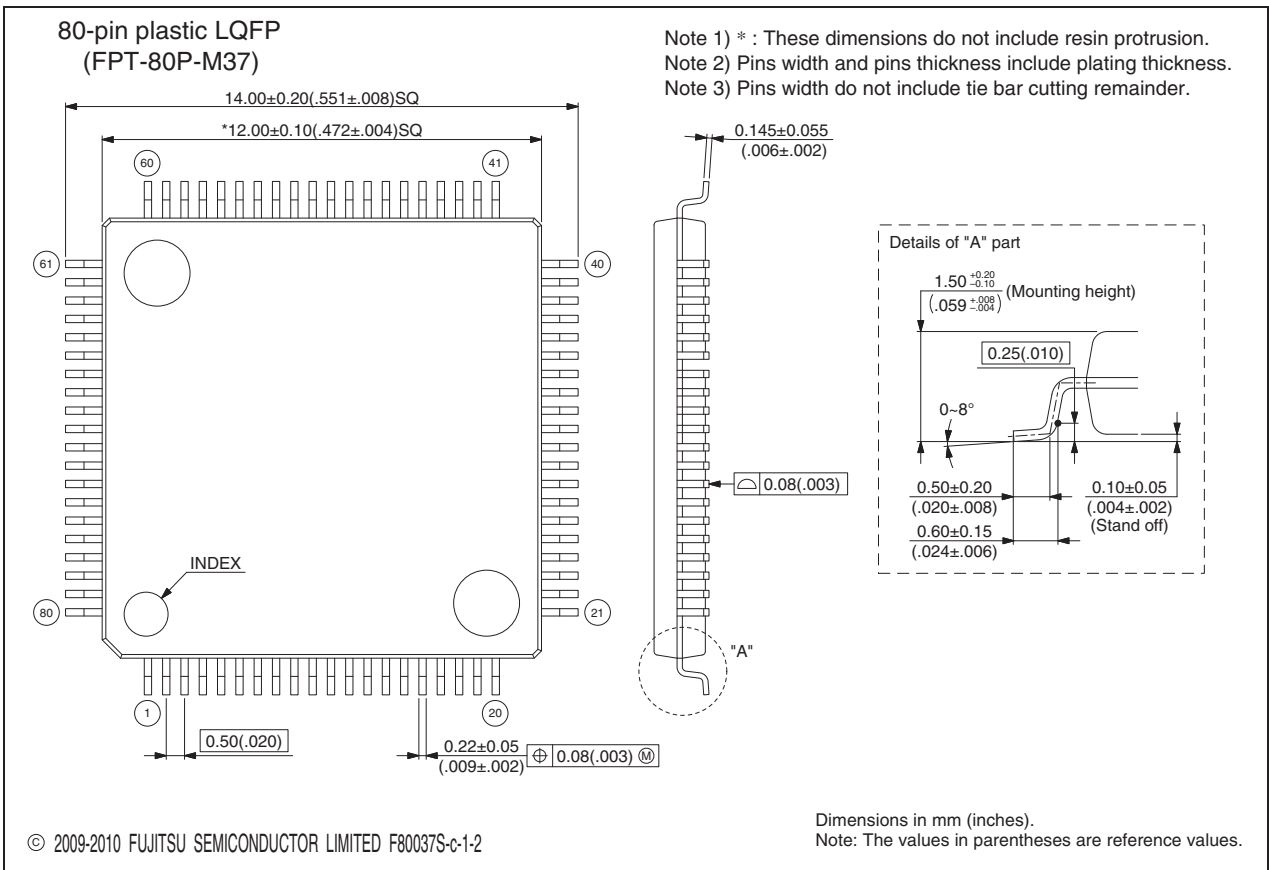 80-pin plastic LQFP
(FPT-80P-M37)
Note 1) * : These dimensions do not include resin protrusion.
Note 2) Pins width and pins thickness include plating thickness.
Note 3) Pins width do not include tie bar cutting remainder.
14.00±0.20(.551±.008)SQ
*12.00±0.10(.472±.004)SQ
0.145±0.055
(.006±.002)
60
41
61
40
Details of "A" part
1.50 +0.20 −0.10
(.059 +.008 −.004)
(Mounting height)
0.25(.010)
0~8°
0.50±0.20
(.020±.008)
0.60±0.15
(.024±.006)
0.10±0.05
(.004±.002)
(Stand off)
0.08(.003)
INDEX
80
21
"A"
1
20
0.50(.020)
0.22±0.05
(.009±.002)
⌖ 0.08(.003) Ⓜ
© 2009-2010 FUJITSU SEMICONDUCTOR LIMITED F80037S-c-1-2
Dimensions in mm (inches).
Note: The values in parentheses are reference values.